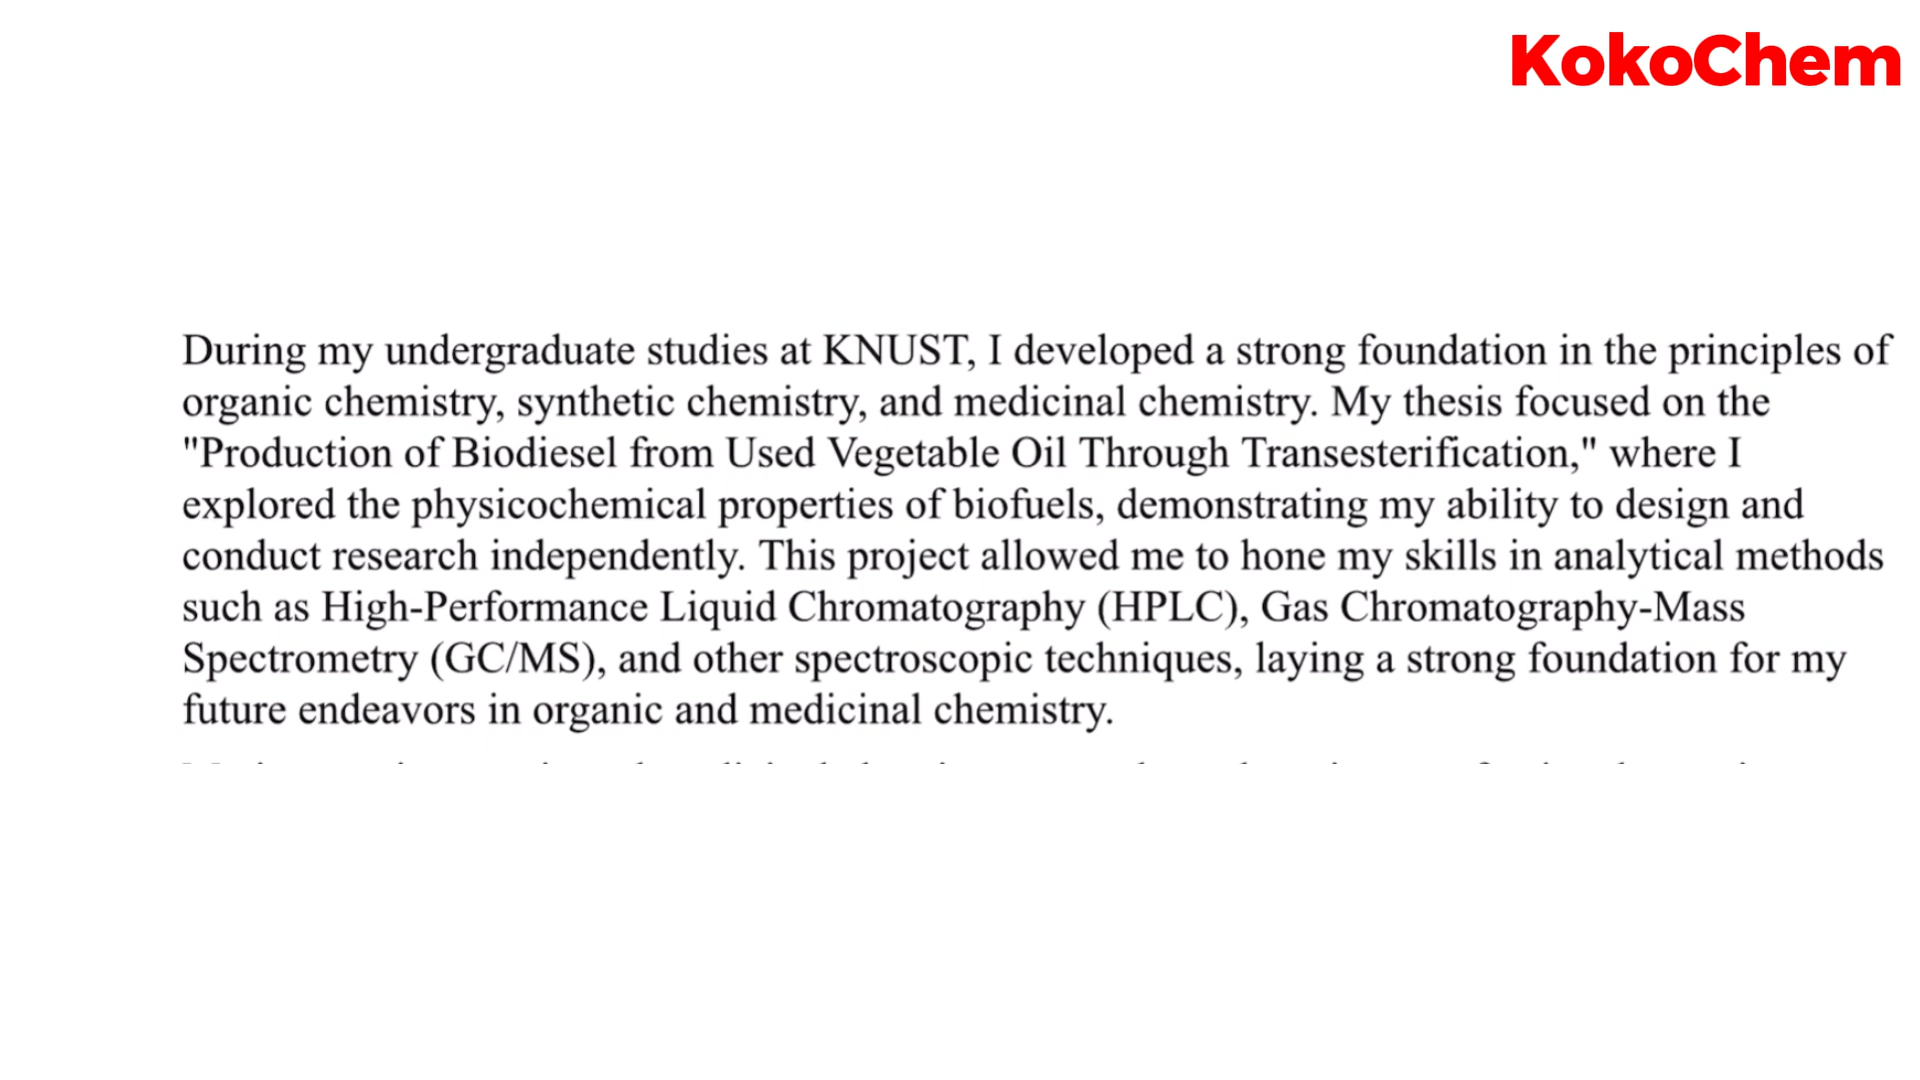 KokoChem
During my undergraduate studies at KNUST, I developed a strong foundation in the principles of
organic chemistry, synthetic chemistry, and medicinal chemistry. My thesis focused on the
"Production of Biodiesel from Used Vegetable Oil Through Transesterification," where I
explored the physicochemical properties of biofuels, demonstrating my ability to design and
conduct research independently. This project allowed me to hone my skills in analytical methods
such as High-Performance Liquid Chromatography (HPLC), Gas Chromatography-Mass
Spectrometry (GC/MS), and other spectroscopic techniques, laying a strong foundation for my
future endeavors in organic and medicinal chemistry.